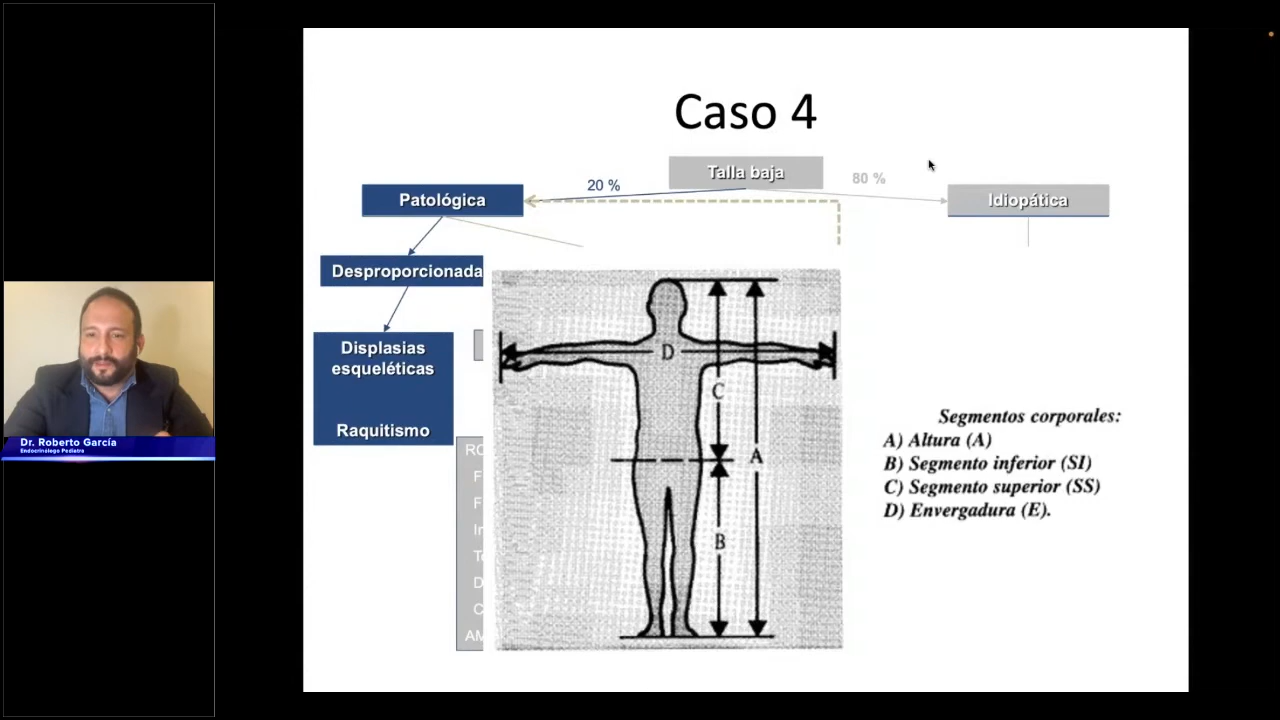 Caso 4
Talla baja
20 %
80 %
Patológica
Idiopática
Desproporcionada
Displasias
esqueléticas
Raquitismo
D
C
A
B
Segmentos corporales:
A) Altura (A)
B) Segmento inferior (SI)
C) Segmento superior (SS)
D) Envergadura (E).
Dr. Roberto García
Endocrinólogo Pediatra